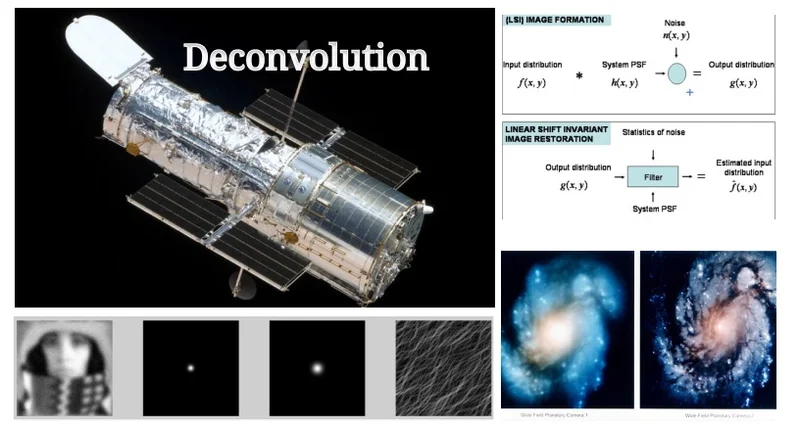 Deconvolution
(LSI) IMAGE FORMATION
Noise
n(x, y)
Input distribution
System PSF
Output distribution
f(x, y)
*
h(x, y)
=
g(x, y)
+
LINEAR SHIFT INVARIANT
IMAGE RESTORATION
Statistics of noise
Output distribution
g(x, y)
Filter
=
Estimated input
distribution
f̂(x, y)
System PSF
Wide Field Planetary Camera 1
Wide Field Planetary Camera 2